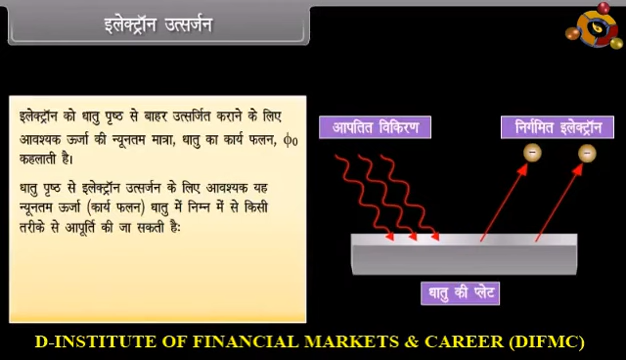 इलेक्ट्रॉन उत्सर्जन
इलेक्ट्रॉन को धातु पृष्ठ से बाहर उत्सर्जित कराने के लिए
आवश्यक ऊर्जा की न्यूनतम मात्रा, धातु का कार्य फलन, ϕ₀
कहलाती है।
धातु पृष्ठ से इलेक्ट्रॉन उत्सर्जन के लिए आवश्यक यह
न्यूनतम ऊर्जा (कार्य फलन) धातु में निम्न में से किसी
तरीके से आपूर्ति की जा सकती है:
आपतित विकिरण
निर्गमित इलेक्ट्रॉन
धातु की प्लेट
D-INSTITUTE OF FINANCIAL MARKETS & CAREER (DIFMC)